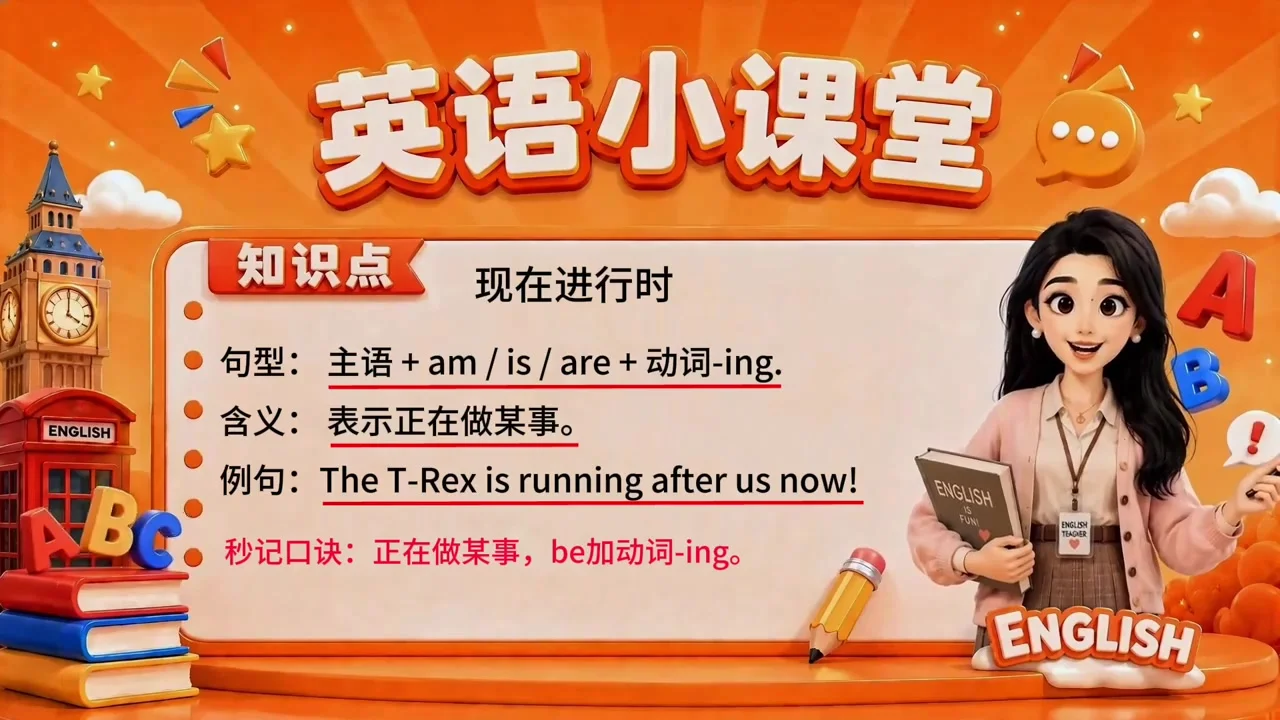 英语小课堂
知识点
现在进行时
句型： 主语 + am / is / are + 动词-ing.
含义： 表示正在做某事。
例句：The T-Rex is running after us now!
秒记口诀：正在做某事，be加动词-ing。
ENGLISH
A B C
A
B
!
ENGLISH
IS
FUN!
ENGLISH
TEACHER
ENGLISH